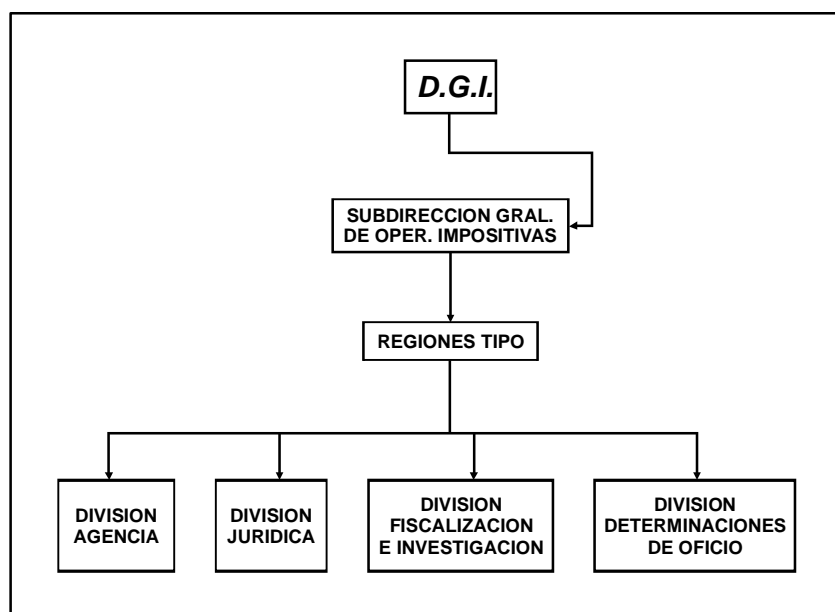 D.G.I.
SUBDIRECCION GRAL.
DE OPER. IMPOSITIVAS
REGIONES TIPO
DIVISION
AGENCIA
DIVISION
JURIDICA
DIVISION
FISCALIZACION
E INVESTIGACION
DIVISION
DETERMINACIONES
DE OFICIO